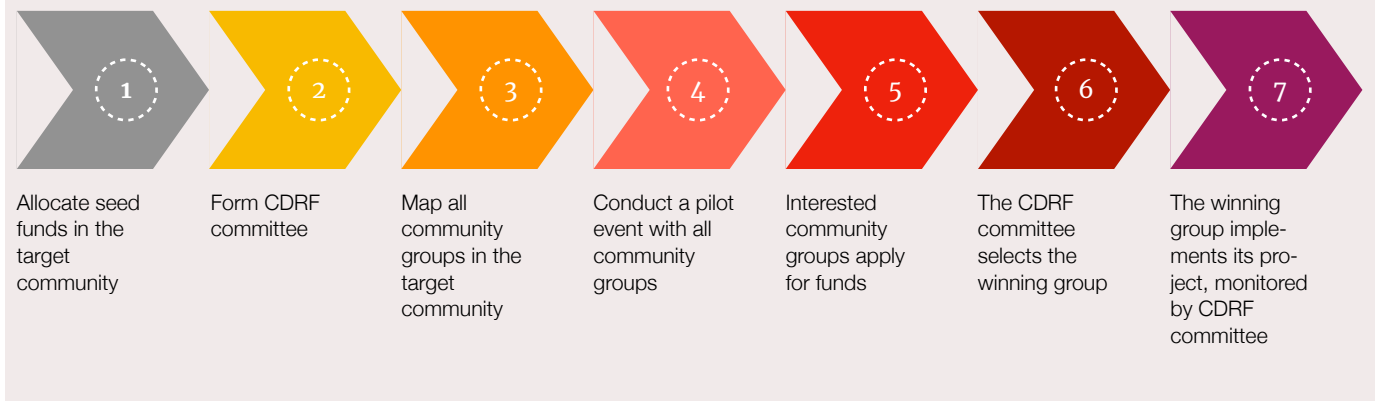 1
2
3
4
5
6
7
Allocate seed
funds in the
target
community
Form CDRF
committee
Map all
community
groups in the
target
community
Conduct a pilot
event with all
community
groups
Interested
community
groups apply
for funds
The CDRF
committee
selects the
winning group
The winning
group imple-
ments its pro-
ject, monitored
by CDRF
committee